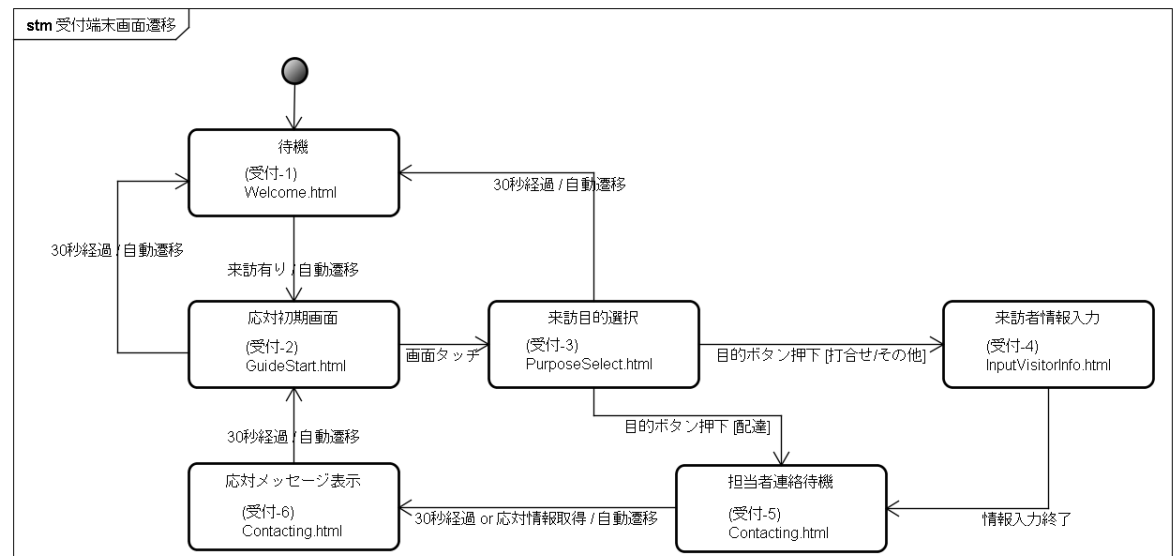 stm 受付端末画面遷移
待機
(受付-1)
Welcome.html
30秒経過 / 自動遷移
30秒経過 / 自動遷移
来訪有り / 自動遷移
応対初期画面
(受付-2)
GuideStart.html
画面タッチ
来訪目的選択
(受付-3)
PurposeSelect.html
目的ボタン押下 [打合せ/その他]
来訪者情報入力
(受付-4)
InputVisitorInfo.html
30秒経過 / 自動遷移
目的ボタン押下 [配達]
応対メッセージ表示
(受付-6)
Contacting.html
30秒経過 or 応対情報取得 / 自動遷移
担当者連絡待機
(受付-5)
Contacting.html
情報入力終了